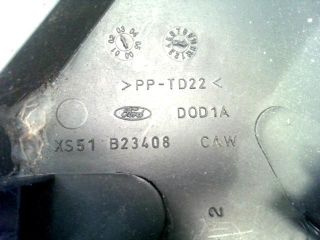 >PP-TD22<
Ford DOD1A
XS51 B23408 CAW
2